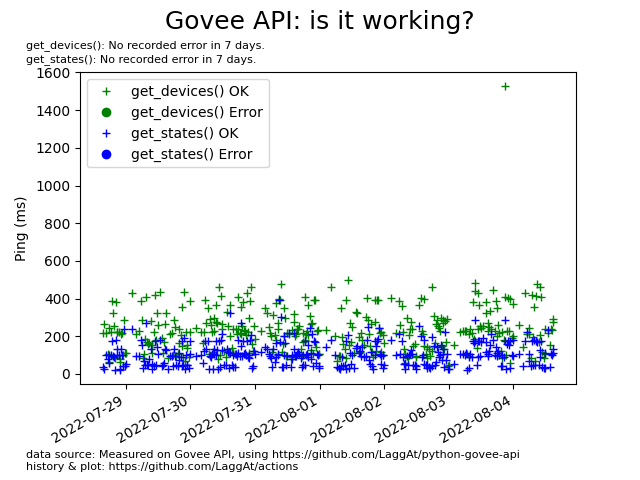 Govee API: is it working?
get_devices(): No recorded error in 7 days.
get_states(): No recorded error in 7 days.
1600
1400
1200
1000
800
600
400
200
0
Ping (ms)
get_devices() OK
get_devices() Error
get_states() OK
get_states() Error
2022-07-29
2022-07-30
2022-07-31
2022-08-01
2022-08-02
2022-08-03
2022-08-04
data source: Measured on Govee API, using https://github.com/LaggAt/python-govee-api
history & plot: https://github.com/LaggAt/actions